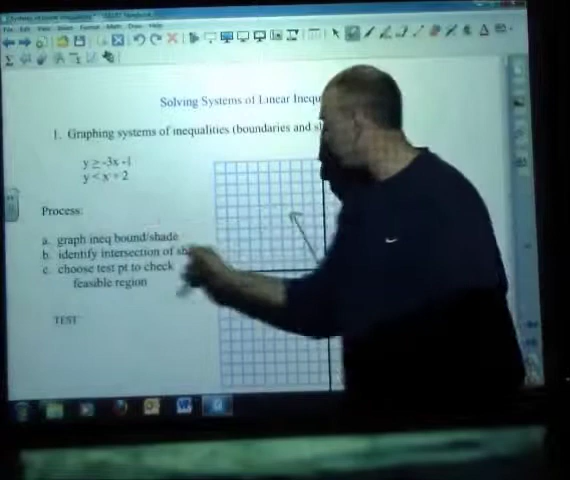 Solving Systems of Linear Inequ
1. Graphing systems of inequalities (boundaries and s
y ≥ -3x -1
y < x + 2
Process:
a. graph ineq bound/shade
b. identify intersection of sh
c. choose test pt to check
feasible region
TEST: